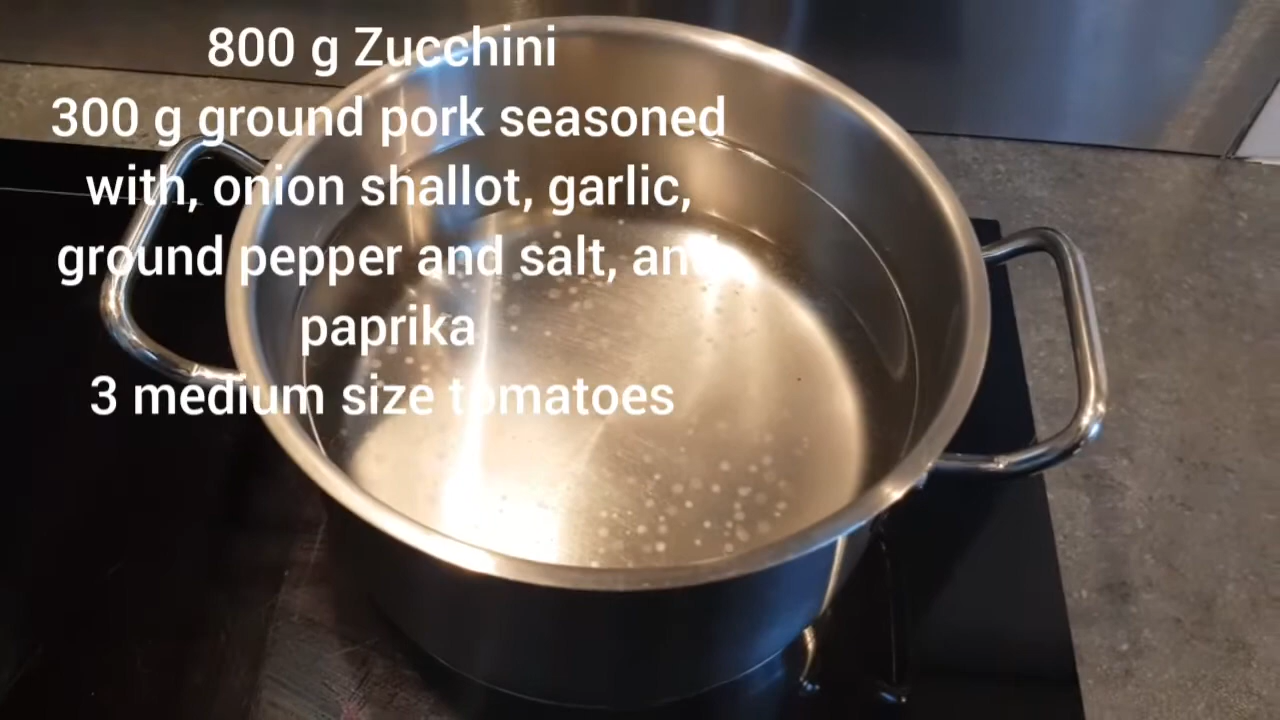 800 g Zucchini
300 g ground pork seasoned
with, onion shallot, garlic,
ground pepper and salt, and
paprika
3 medium size tomatoes